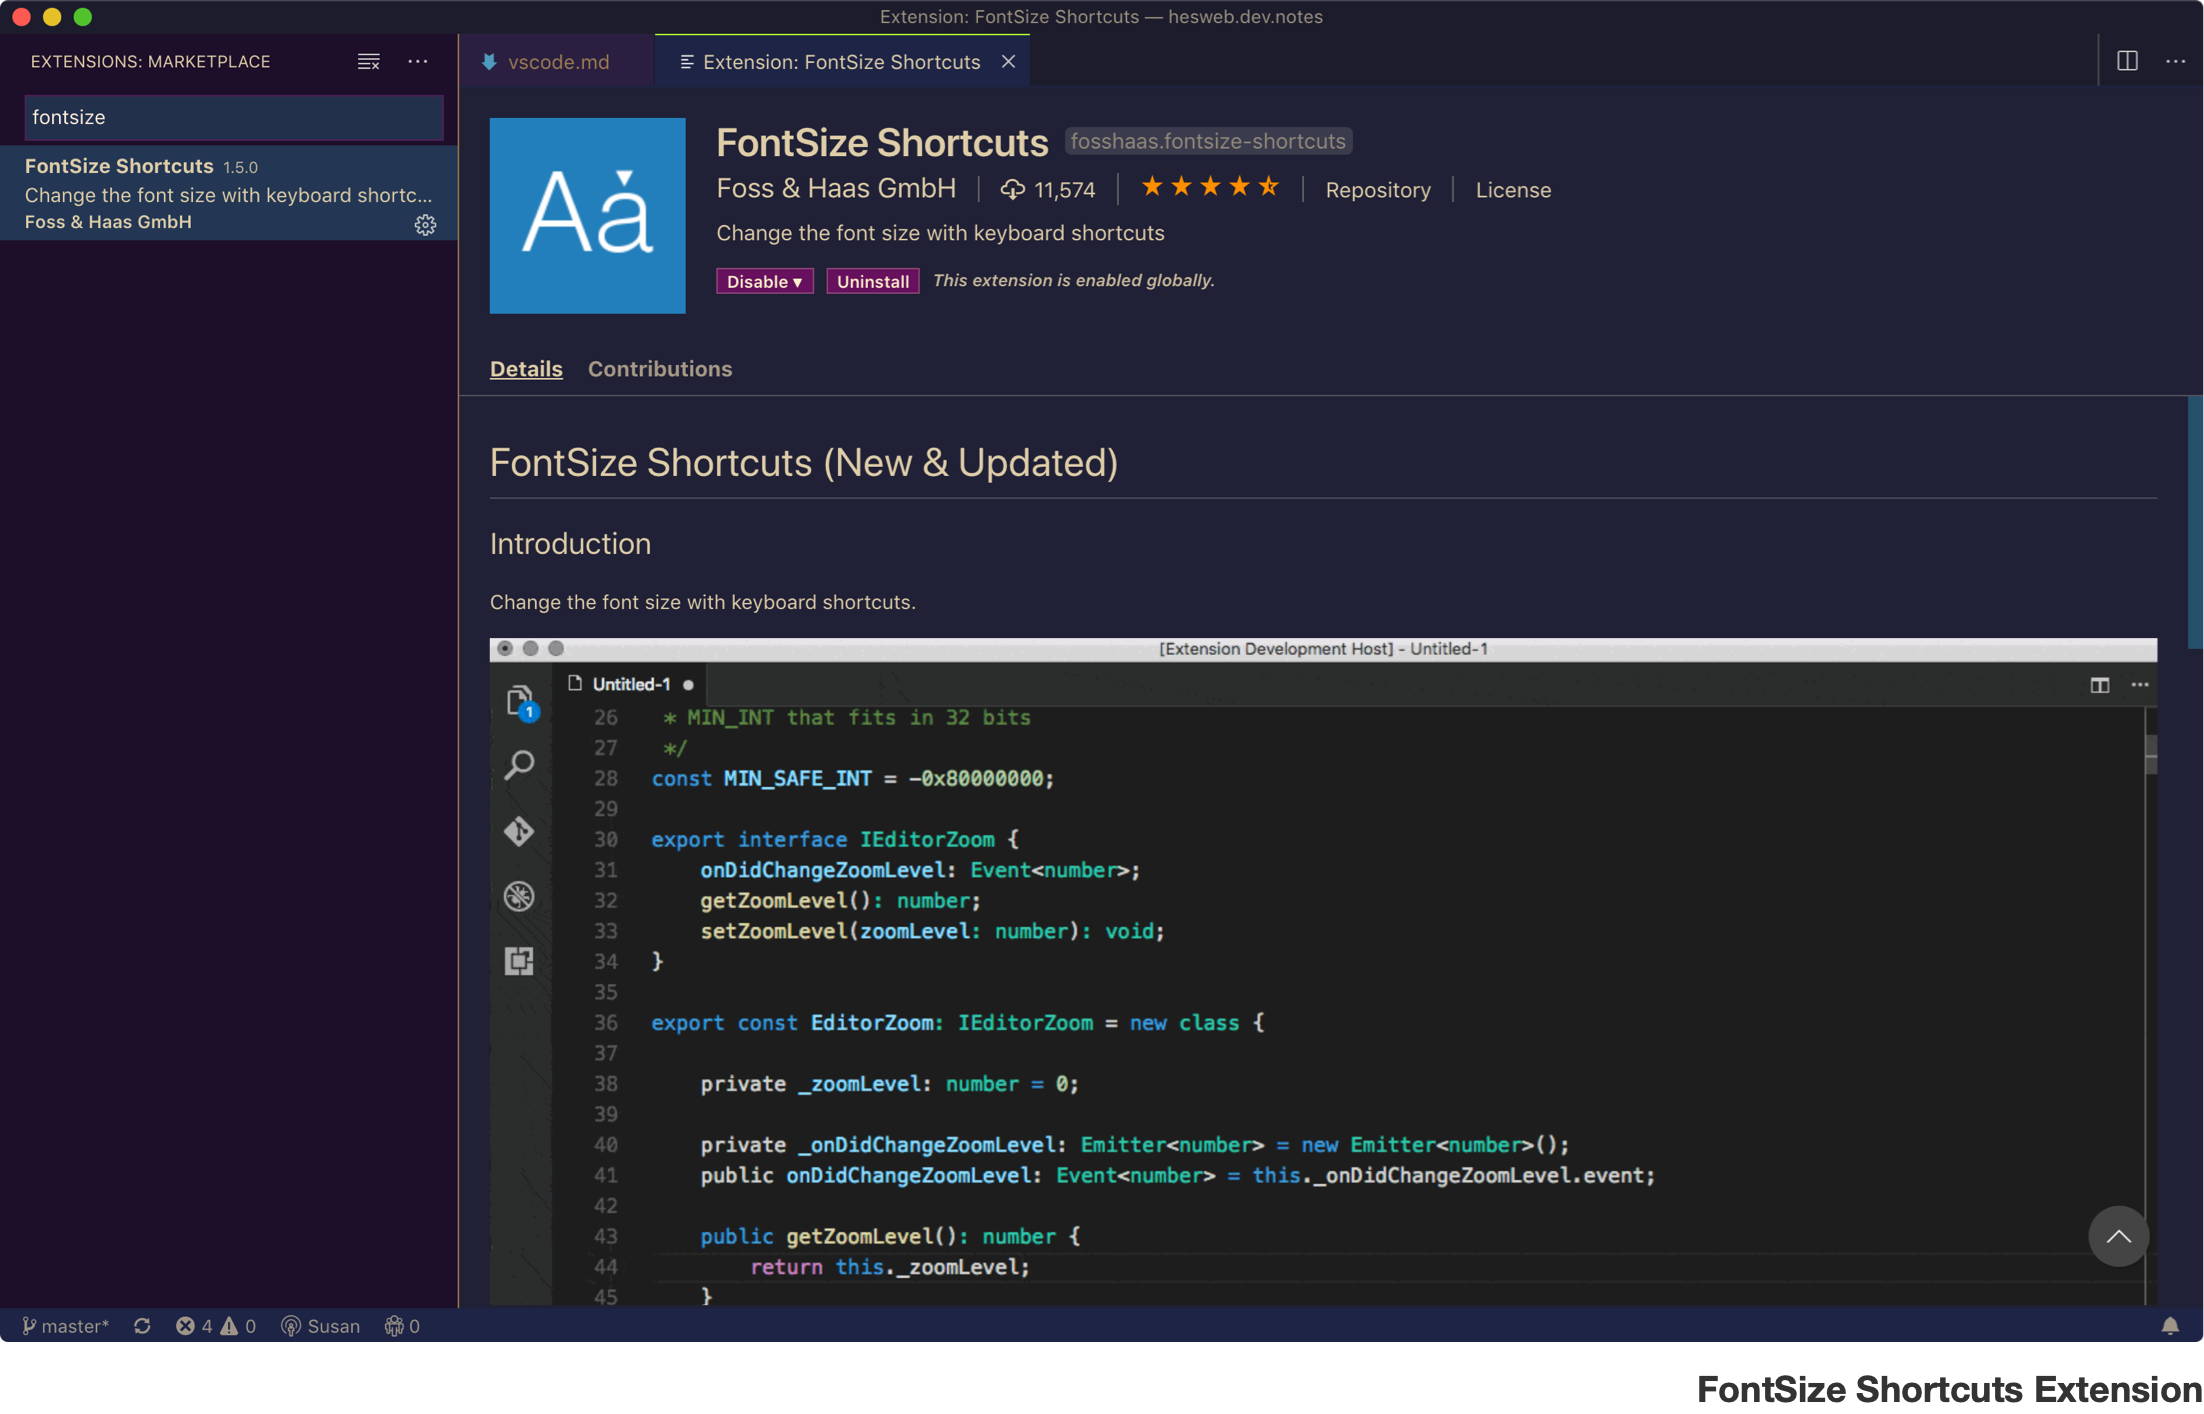 Extension: FontSize Shortcuts — hesweb.dev.notes
EXTENSIONS: MARKETPLACE
fontsize
FontSize Shortcuts 1.5.0
Change the font size with keyboard shortc...
Foss & Haas GmbH
vscode.md
Extension: FontSize Shortcuts
Aa
FontSize Shortcuts fosshaas.fontsize-shortcuts
Foss & Haas GmbH 11,574 Repository License
Change the font size with keyboard shortcuts
Disable ▾ Uninstall This extension is enabled globally.
Details Contributions
FontSize Shortcuts (New & Updated)
Introduction
Change the font size with keyboard shortcuts.
[Extension Development Host] - Untitled-1
Untitled-1
1
26 * MIN_INT that fits in 32 bits
27 */
28 const MIN_SAFE_INT = -0x80000000;
29
30 export interface IEditorZoom {
31 onDidChangeZoomLevel: Event<number>;
32 getZoomLevel(): number;
33 setZoomLevel(zoomLevel: number): void;
34 }
35
36 export const EditorZoom: IEditorZoom = new class {
37
38 private _zoomLevel: number = 0;
39
40 private _onDidChangeZoomLevel: Emitter<number> = new Emitter<number>();
41 public onDidChangeZoomLevel: Event<number> = this._onDidChangeZoomLevel.event;
42
43 public getZoomLevel(): number {
44 return this._zoomLevel;
45 }
master* 4 0 Susan 0
FontSize Shortcuts Extension